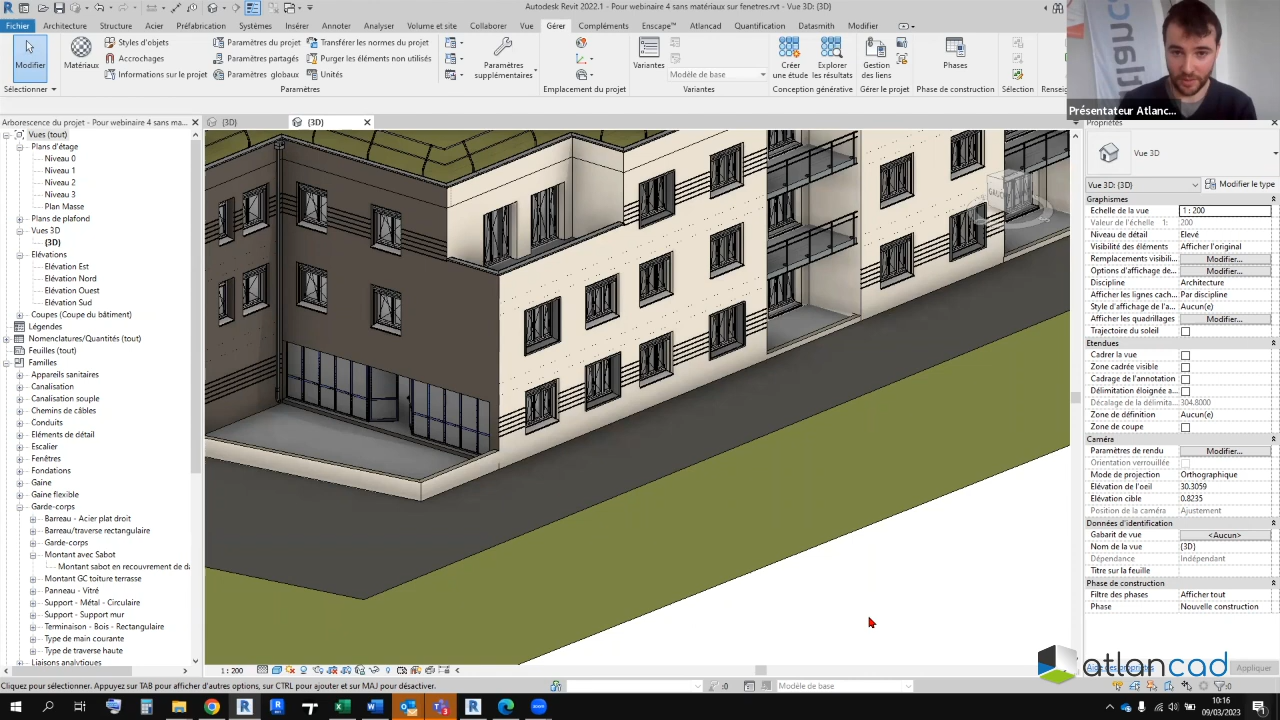 Autodesk Revit 2022.1 - Pour webinaire 4 sans matériaux sur fenetres.rvt - Vue 3D: {3D}
Fichier Architecture Structure Acier Préfabrication Systèmes Insérer Annoter Analyser Volume et site Collaborer Vue Gérer Compléments Enscape™ Atlantis Quantification Datasmith Modifier
Modifier
Matériaux
Styles d'objets
Accrochages
Informations sur le projet
Paramètres du projet
Paramètres partagés
Paramètres globaux
Transférer les normes du projet
Purger les éléments non utilisés
Unités
Paramètres
supplémentaires
Variantes
Modèle de base
Créer
une étude
Explorer
les résultats
Gestion
des liens
Phases
Sélectionner
Paramètres
Emplacement du projet
Variantes
Conception générative
Gérer le projet
Phase de construction
Sélection
Renseig
Présentateur Atlanc...
Arborescence du projet - Pour webinaire 4 sans ma...
{3D}
{3D}
Vues (tout)
Plans d'étage
Niveau 0
Niveau 1
Niveau 2
Niveau 3
Plan Masse
Plans de plafond
Vues 3D
{3D}
Élévations
Elévation Est
Elévation Nord
Elévation Ouest
Elévation Sud
Coupes (Coupe du bâtiment)
Légendes
Nomenclatures/Quantités (tout)
Feuilles (tout)
Familles
Appareils sanitaires
Canalisation
Canalisation souple
Chemins de câbles
Conduits
Eléments de détail
Escalier
Fenêtres
Fondations
Gaine
Gaine flexible
Garde-corps
Barreau - Acier plat droit
Barreau/traverse rectangulaire
Garde-corps
Montant avec Sabot
Montant sabot en recouvrement de da
Montant GC toiture terrasse
Panneau - Vitré
Support - Métal - Circulaire
Support - Support mur
Terminaison - Bois - Rectangulaire
Type de main courante
Type de traverse haute
Liaisons analytiques
GAUCHE
Propriétés
Vue 3D
Vue 3D: {3D}
Modifier le type
Graphismes
Echelle de la vue 1 : 200
Valeur de l'échelle 1: 200
Niveau de détail Elevé
Visibilité des éléments Afficher l'original
Remplacements visibili... Modifier...
Options d'affichage de... Modifier...
Discipline Architecture
Afficher les lignes cach... Par discipline
Style d'affichage de l'a... Aucun(e)
Afficher les quadrillages Modifier...
Trajectoire du soleil
Etendues
Cadrer la vue
Zone cadrée visible
Cadrage de l'annotation
Délimitation éloignée a...
Décalage de la délimita... 304.8000
Zone de définition Aucun(e)
Zone de coupe
Caméra
Paramètres de rendu Modifier...
Orientation verrouillée
Mode de projection Orthographique
Elévation de l'oeil 30.3059
Elévation cible 0.8235
Position de la caméra Ajustement
Données d'identification
Gabarit de vue <Aucun>
Nom de la vue {3D}
Dépendance Indépendant
Titre sur la feuille
Phase de construction
Filtre des phases Afficher tout
Phase Nouvelle construction
1 : 200
Aide des propriétés
Appliquer
atlancad
Cliquez pour sélectionner. Appuyez sur TAB pour afficher d'autres options, sur CTRL pour ajouter et sur MAJ pour désactiver.
:0
Modèle de base
:0
10:16
09/03/2023